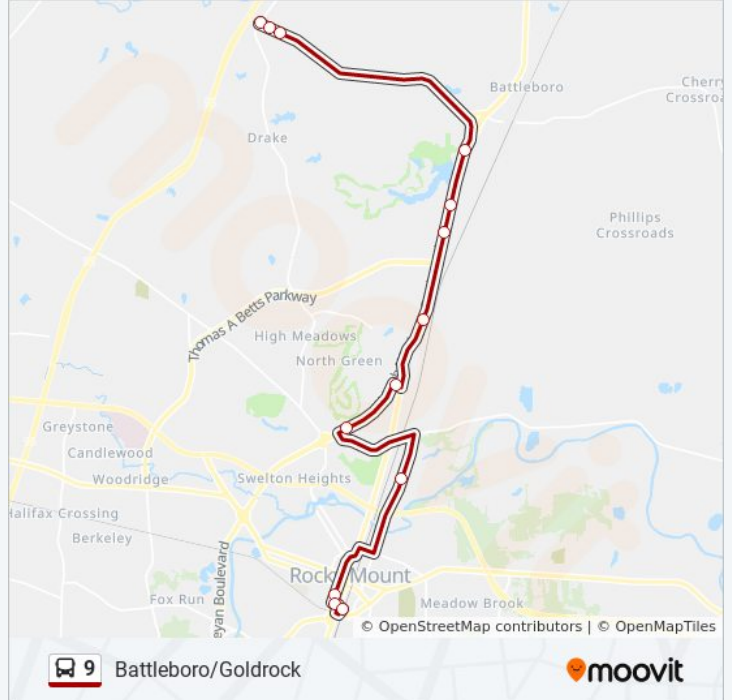 Battleboro
Cherry
Crossroa
Drake
Phillips
Crossroads
Thomas A Betts Parkway
High Meadows
North Green
Greystone
Candlewood
Woodridge
Swelton Heights
Halifax Crossing
Berkeley
eyan Boulevard
Rocky Mount
Fox Run
Meadow Brook
© OpenStreetMap contributors | © OpenMapTiles
9 Battleboro/Goldrock
moovit